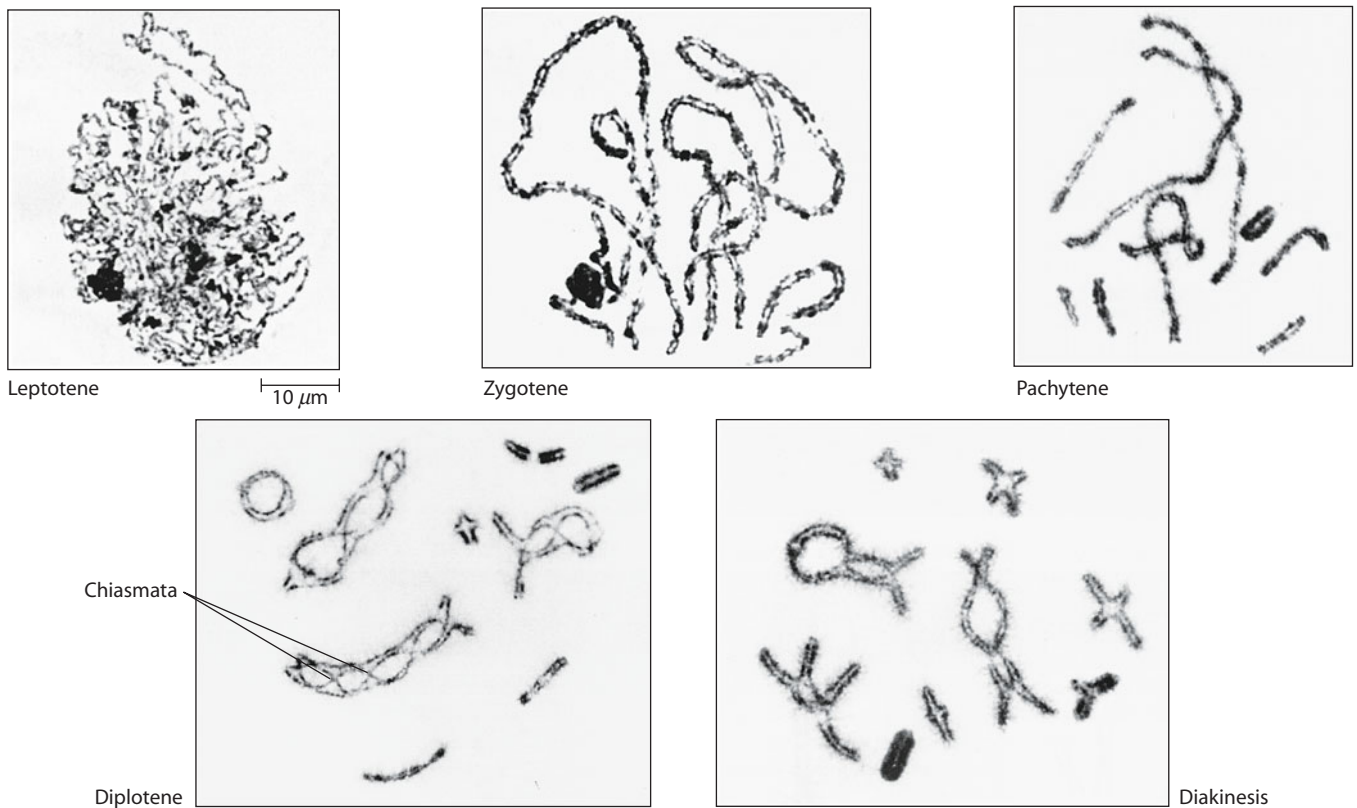 Leptotene
10 μm
Zygotene
Pachytene
Chiasmata
Diplotene
Diakinesis